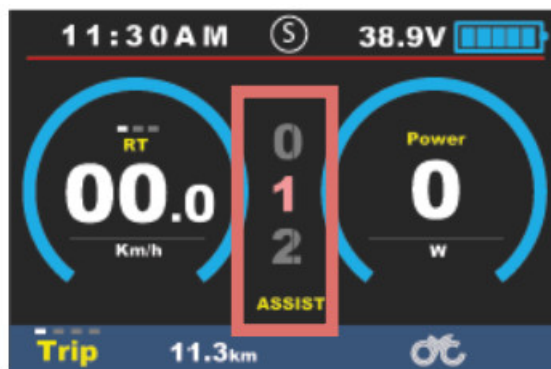 11:30AM S 38.9V
RT
00.0
Km/h
0
1
2
ASSIST
Power
0
W
Trip 11.3km